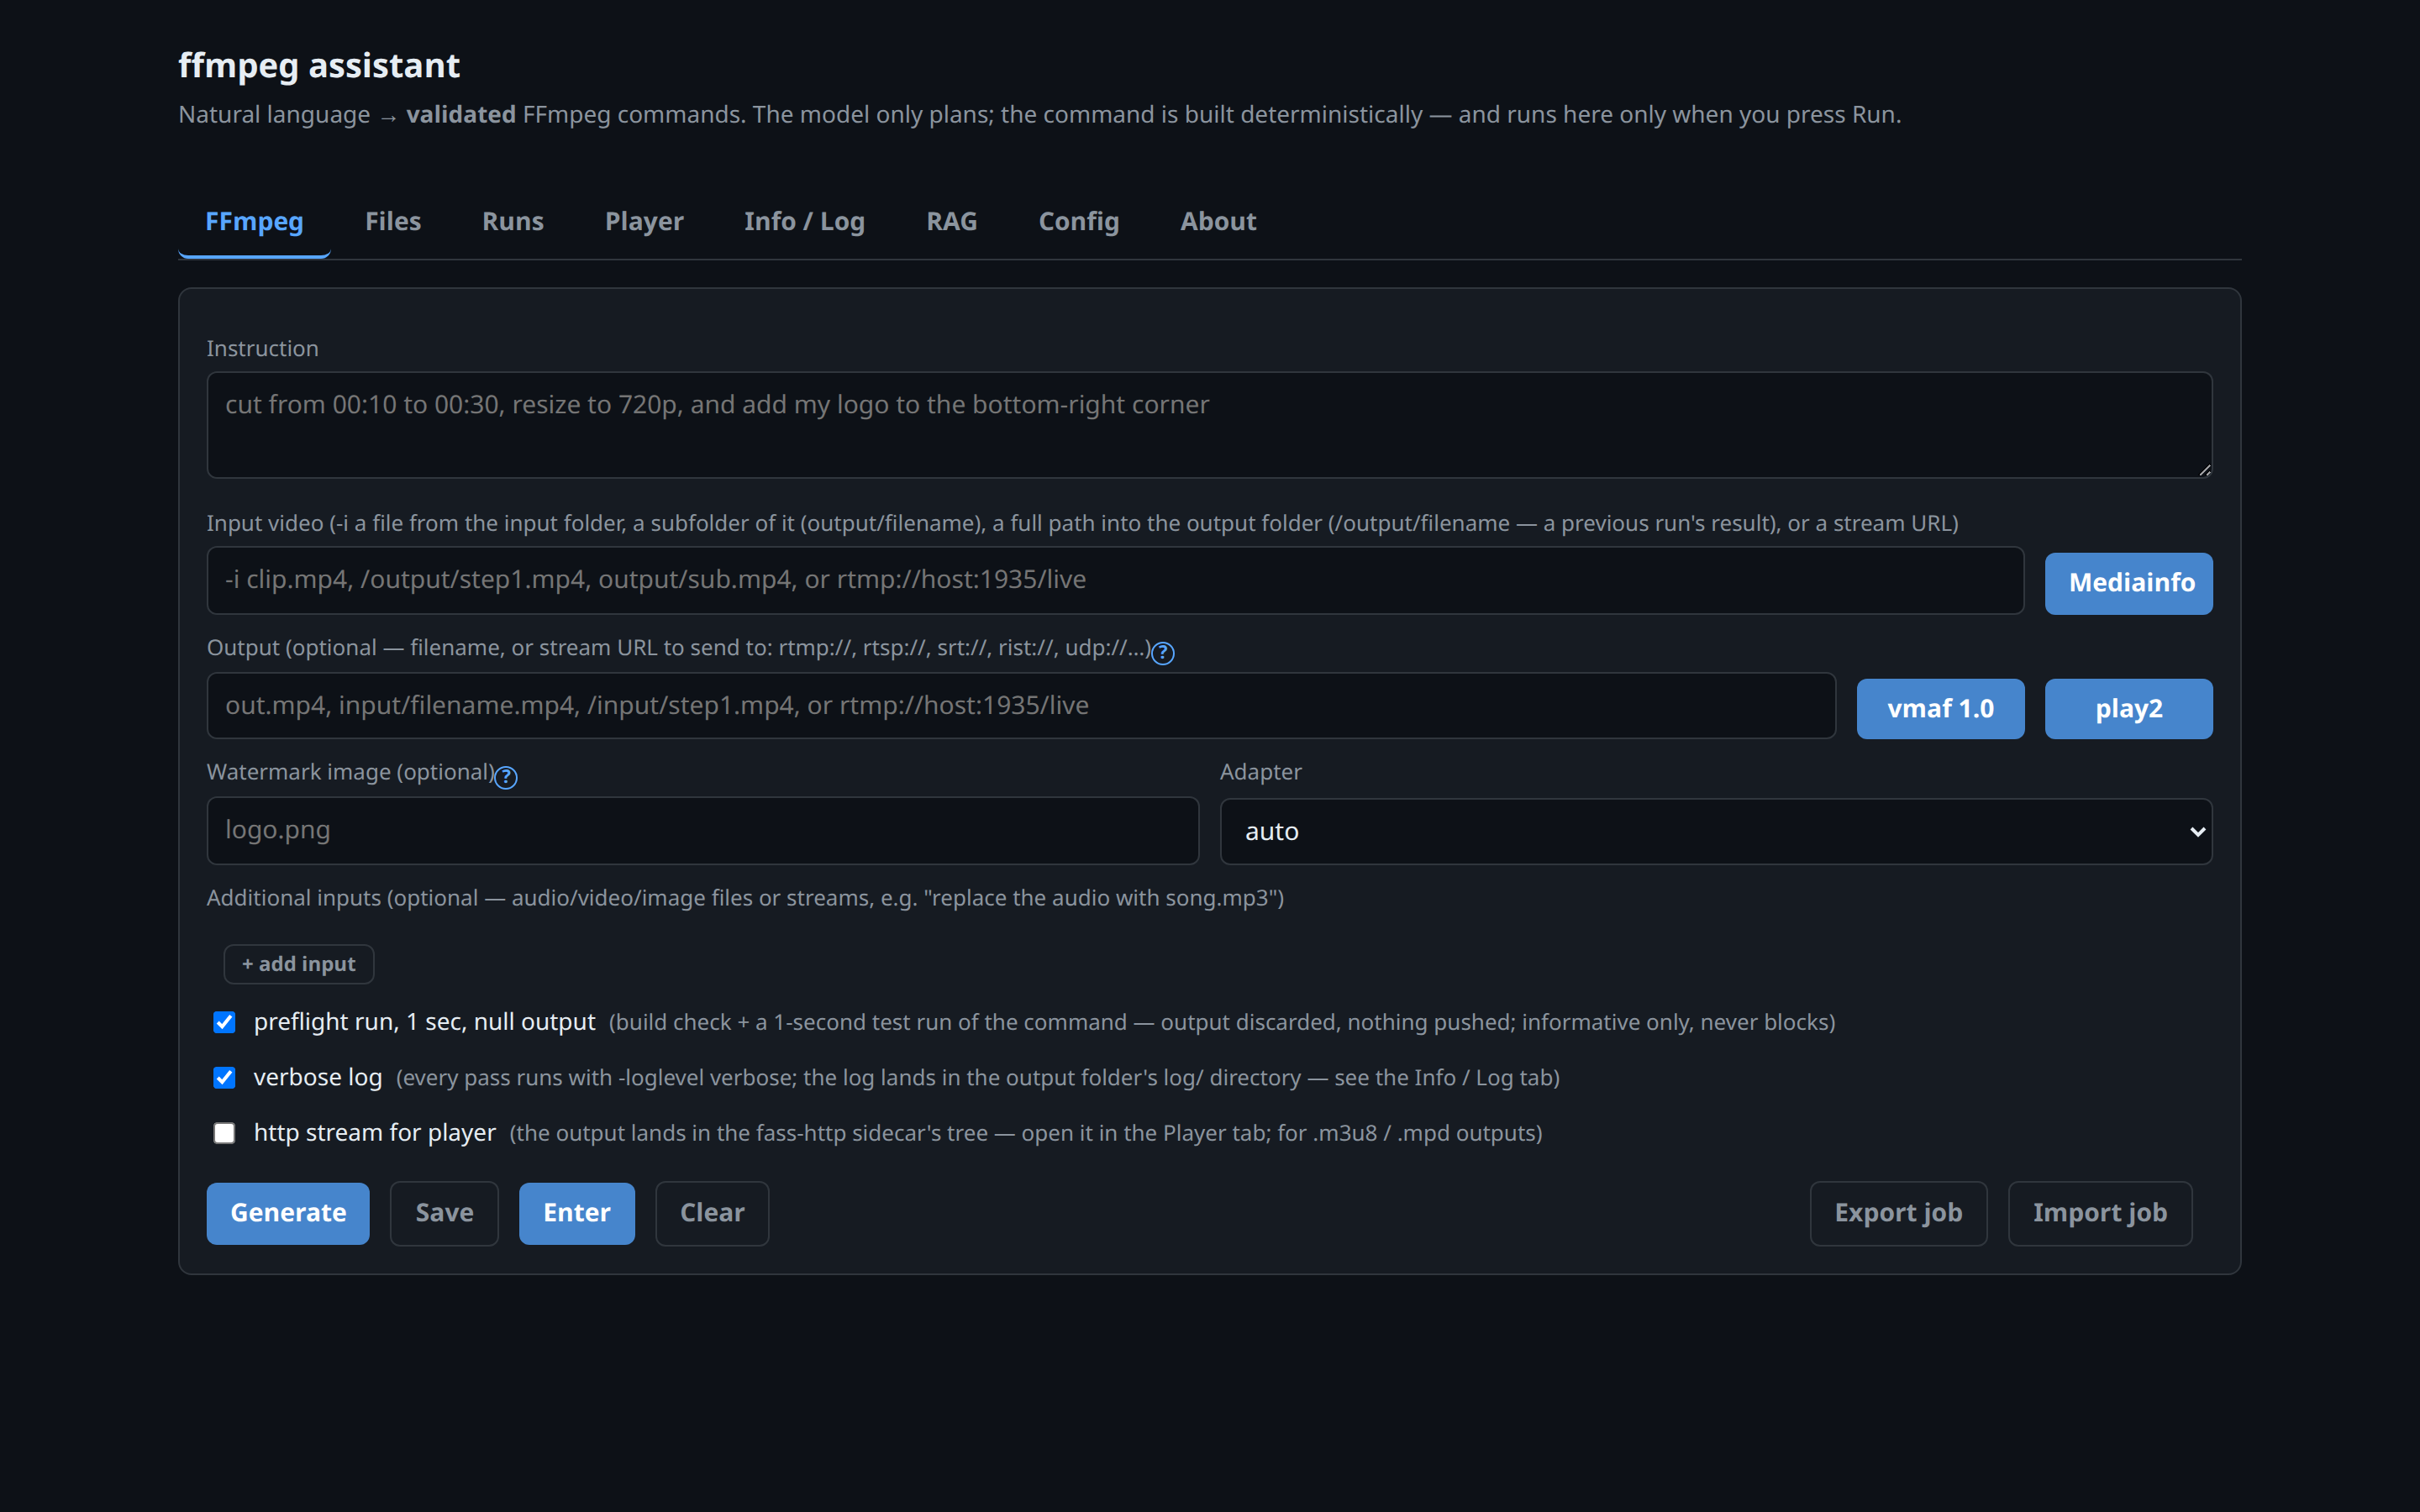 ffmpeg assistant
Natural language → validated FFmpeg commands. The model only plans; the command is built deterministically — and runs here only when you press Run.
FFmpeg Files Runs Player Info / Log RAG Config About
Instruction
cut from 00:10 to 00:30, resize to 720p, and add my logo to the bottom-right corner
Input video (-i a file from the input folder, a subfolder of it (output/filename), a full path into the output folder (/output/filename — a previous run's result), or a stream URL)
-i clip.mp4, /output/step1.mp4, output/sub.mp4, or rtmp://host:1935/live Mediainfo
Output (optional — filename, or stream URL to send to: rtmp://, rtsp://, srt://, rist://, udp://...) ?
out.mp4, input/filename.mp4, /input/step1.mp4, or rtmp://host:1935/live vmaf 1.0 play2
Watermark image (optional) ? Adapter
logo.png auto
Additional inputs (optional — audio/video/image files or streams, e.g. "replace the audio with song.mp3")
+ add input
preflight run, 1 sec, null output (build check + a 1-second test run of the command — output discarded, nothing pushed; informative only, never blocks)
verbose log (every pass runs with -loglevel verbose; the log lands in the output folder's log/ directory — see the Info / Log tab)
http stream for player (the output lands in the fass-http sidecar's tree — open it in the Player tab; for .m3u8 / .mpd outputs)
Generate Save Enter Clear Export job Import job